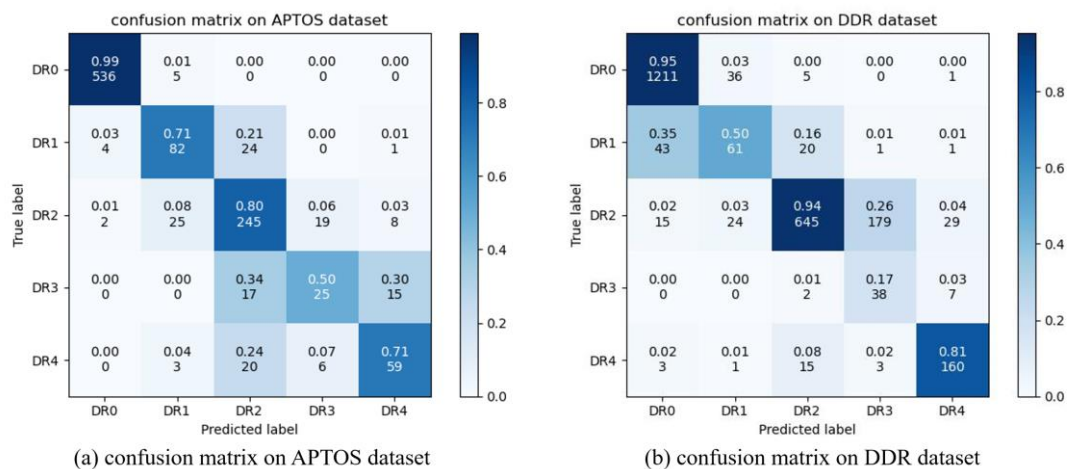 confusion matrix on APTOS dataset
DR0
0.99 0.01 0.00 0.00 0.00
536 5 0 0 0
DR1
0.03 0.71 0.21 0.00 0.01
4 82 24 0 1
DR2
0.01 0.08 0.80 0.06 0.03
2 25 245 19 8
DR3
0.00 0.00 0.34 0.50 0.30
0 0 17 25 15
DR4
0.00 0.04 0.24 0.07 0.71
0 3 20 6 59
DR0 DR1 DR2 DR3 DR4
Predicted label
True label
0.8
0.6
0.4
0.2
0.0
(a) confusion matrix on APTOS dataset
confusion matrix on DDR dataset
DR0
0.95 0.03 0.00 0.00 0.00
1211 36 5 0 1
DR1
0.35 0.50 0.16 0.01 0.01
43 61 20 1 1
DR2
0.02 0.03 0.94 0.26 0.04
15 24 645 179 29
DR3
0.00 0.00 0.01 0.17 0.03
0 0 2 38 7
DR4
0.02 0.01 0.08 0.02 0.81
3 1 15 3 160
DR0 DR1 DR2 DR3 DR4
Predicted label
True label
0.8
0.6
0.4
0.2
0.0
(b) confusion matrix on DDR dataset